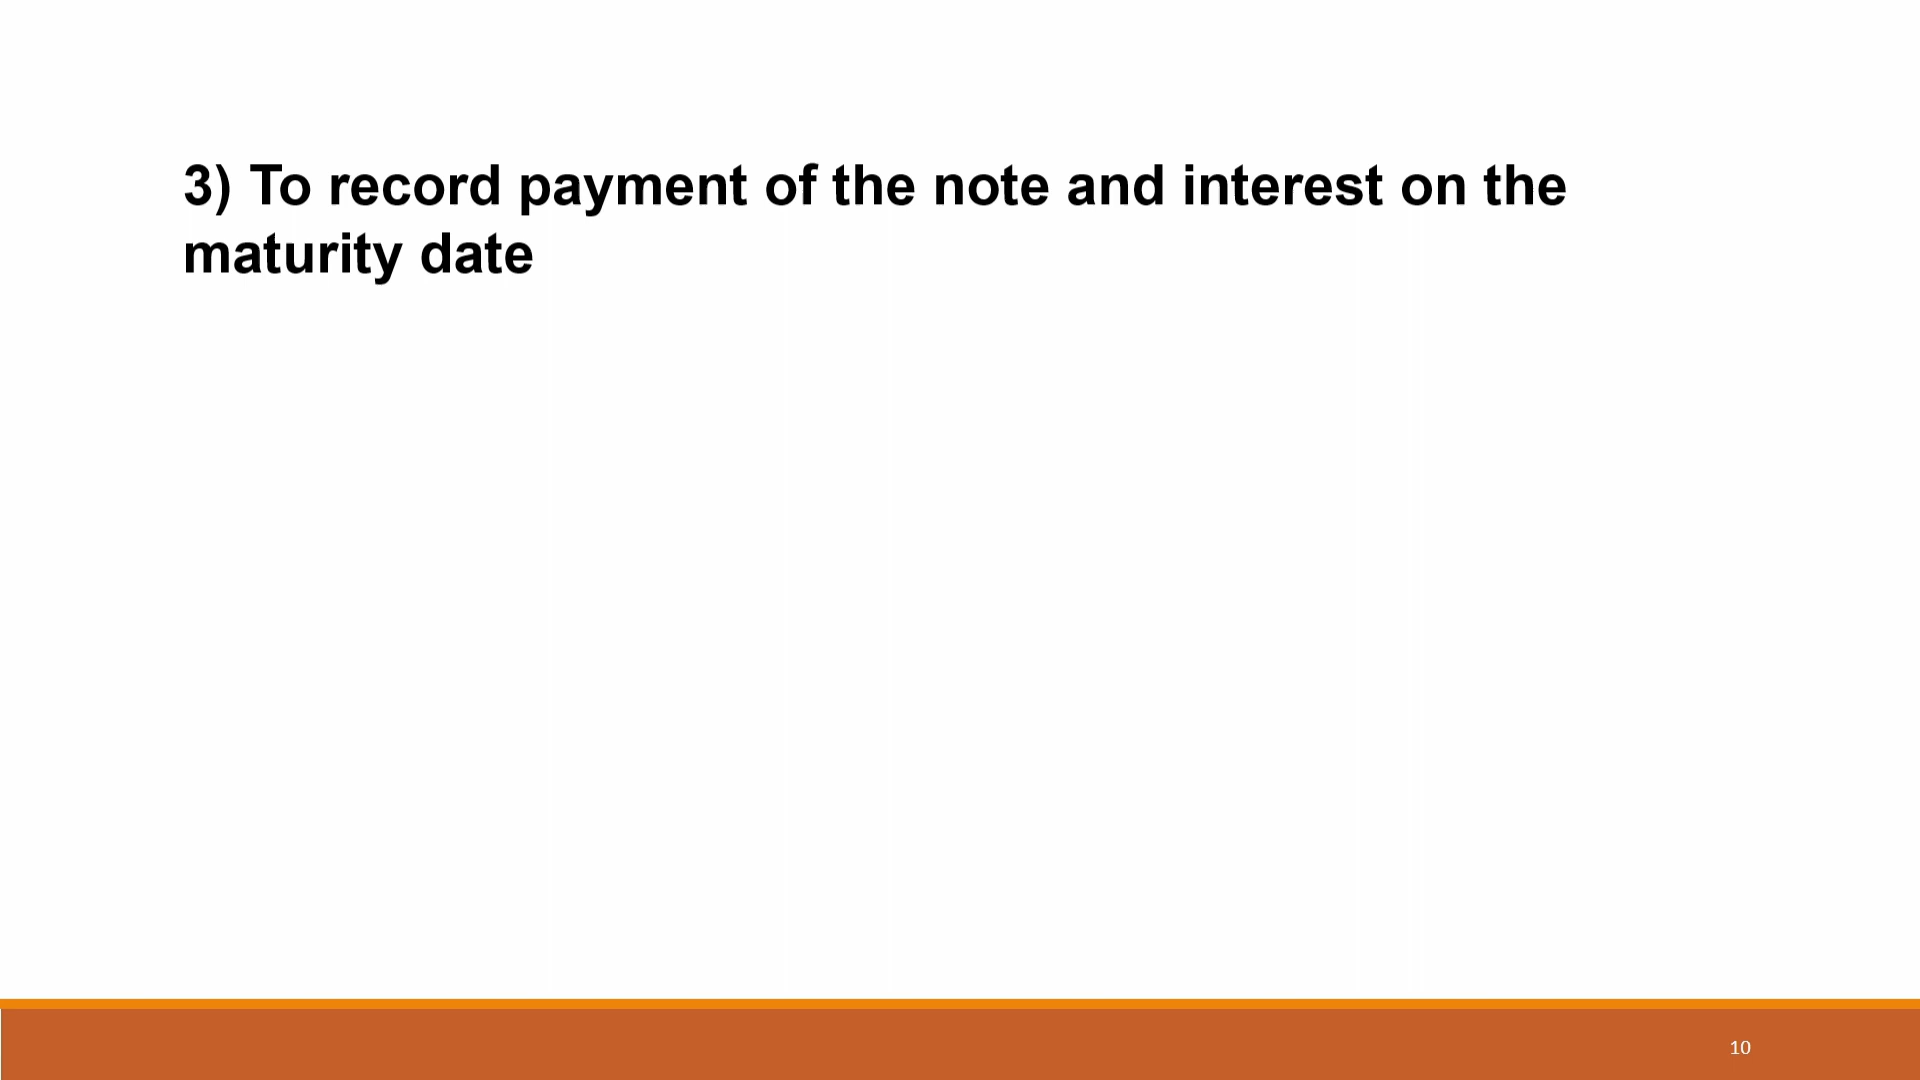 3) To record payment of the note and interest on the
maturity date
10